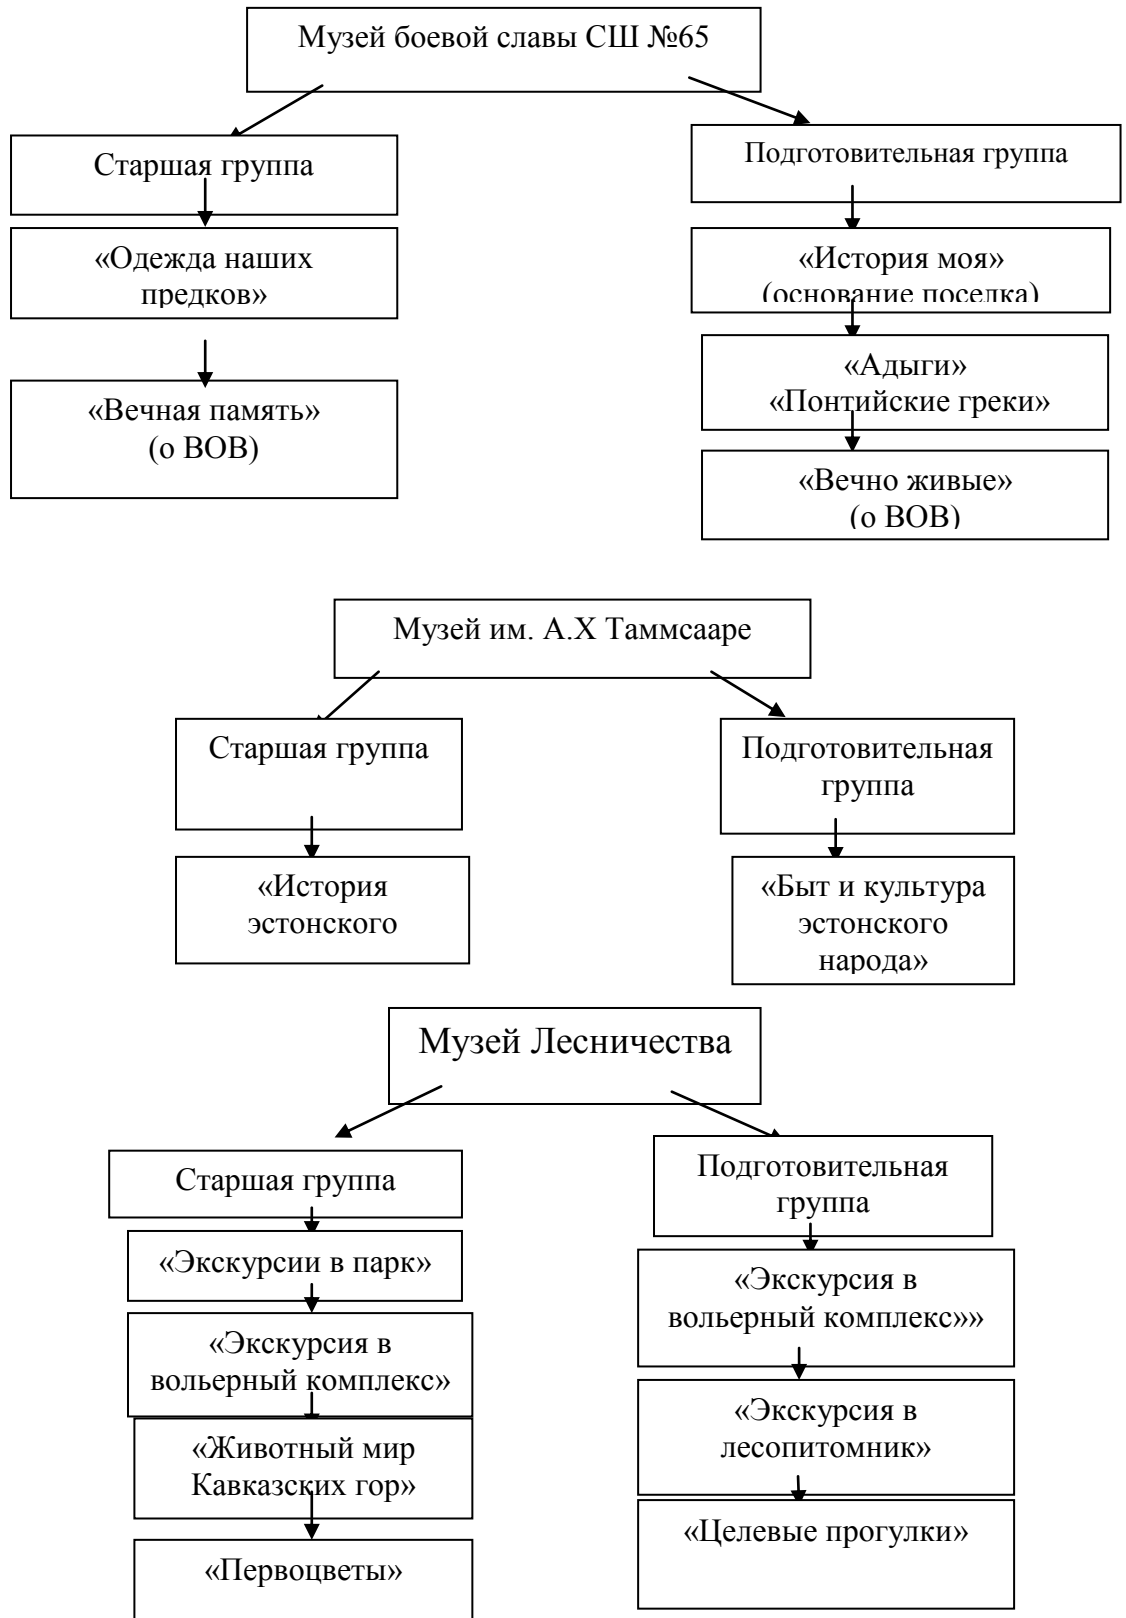 Музей боевой славы СШ №65
Старшая группа
«Одежда наших
предков»
«Вечная память»
(о ВОВ)
Подготовительная группа
«История моя»
(основание поселка)
«Адыги»
«Понтийские греки»
«Вечно живые»
(о ВОВ)
Музей им. А.Х Таммсааре
Старшая группа
«История
эстонского
Подготовительная
группа
«Быт и культура
эстонского
народа»
Музей Лесничества
Старшая группа
«Экскурсии в парк»
«Экскурсия в
вольерный комплекс»
«Животный мир
Кавказских гор»
«Первоцветы»
Подготовительная
группа
«Экскурсия в
вольерный комплекс»»
«Экскурсия в
лесопитомник»
«Целевые прогулки»